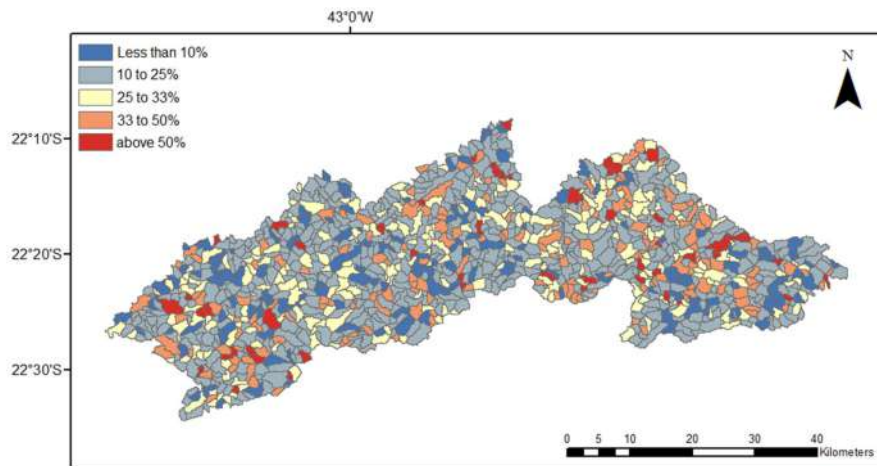 43°0'W
Less than 10%
10 to 25%
25 to 33%
33 to 50%
above 50%
N
22°10'S
22°20'S
22°30'S
0 5 10 20 30 40
Kilometers